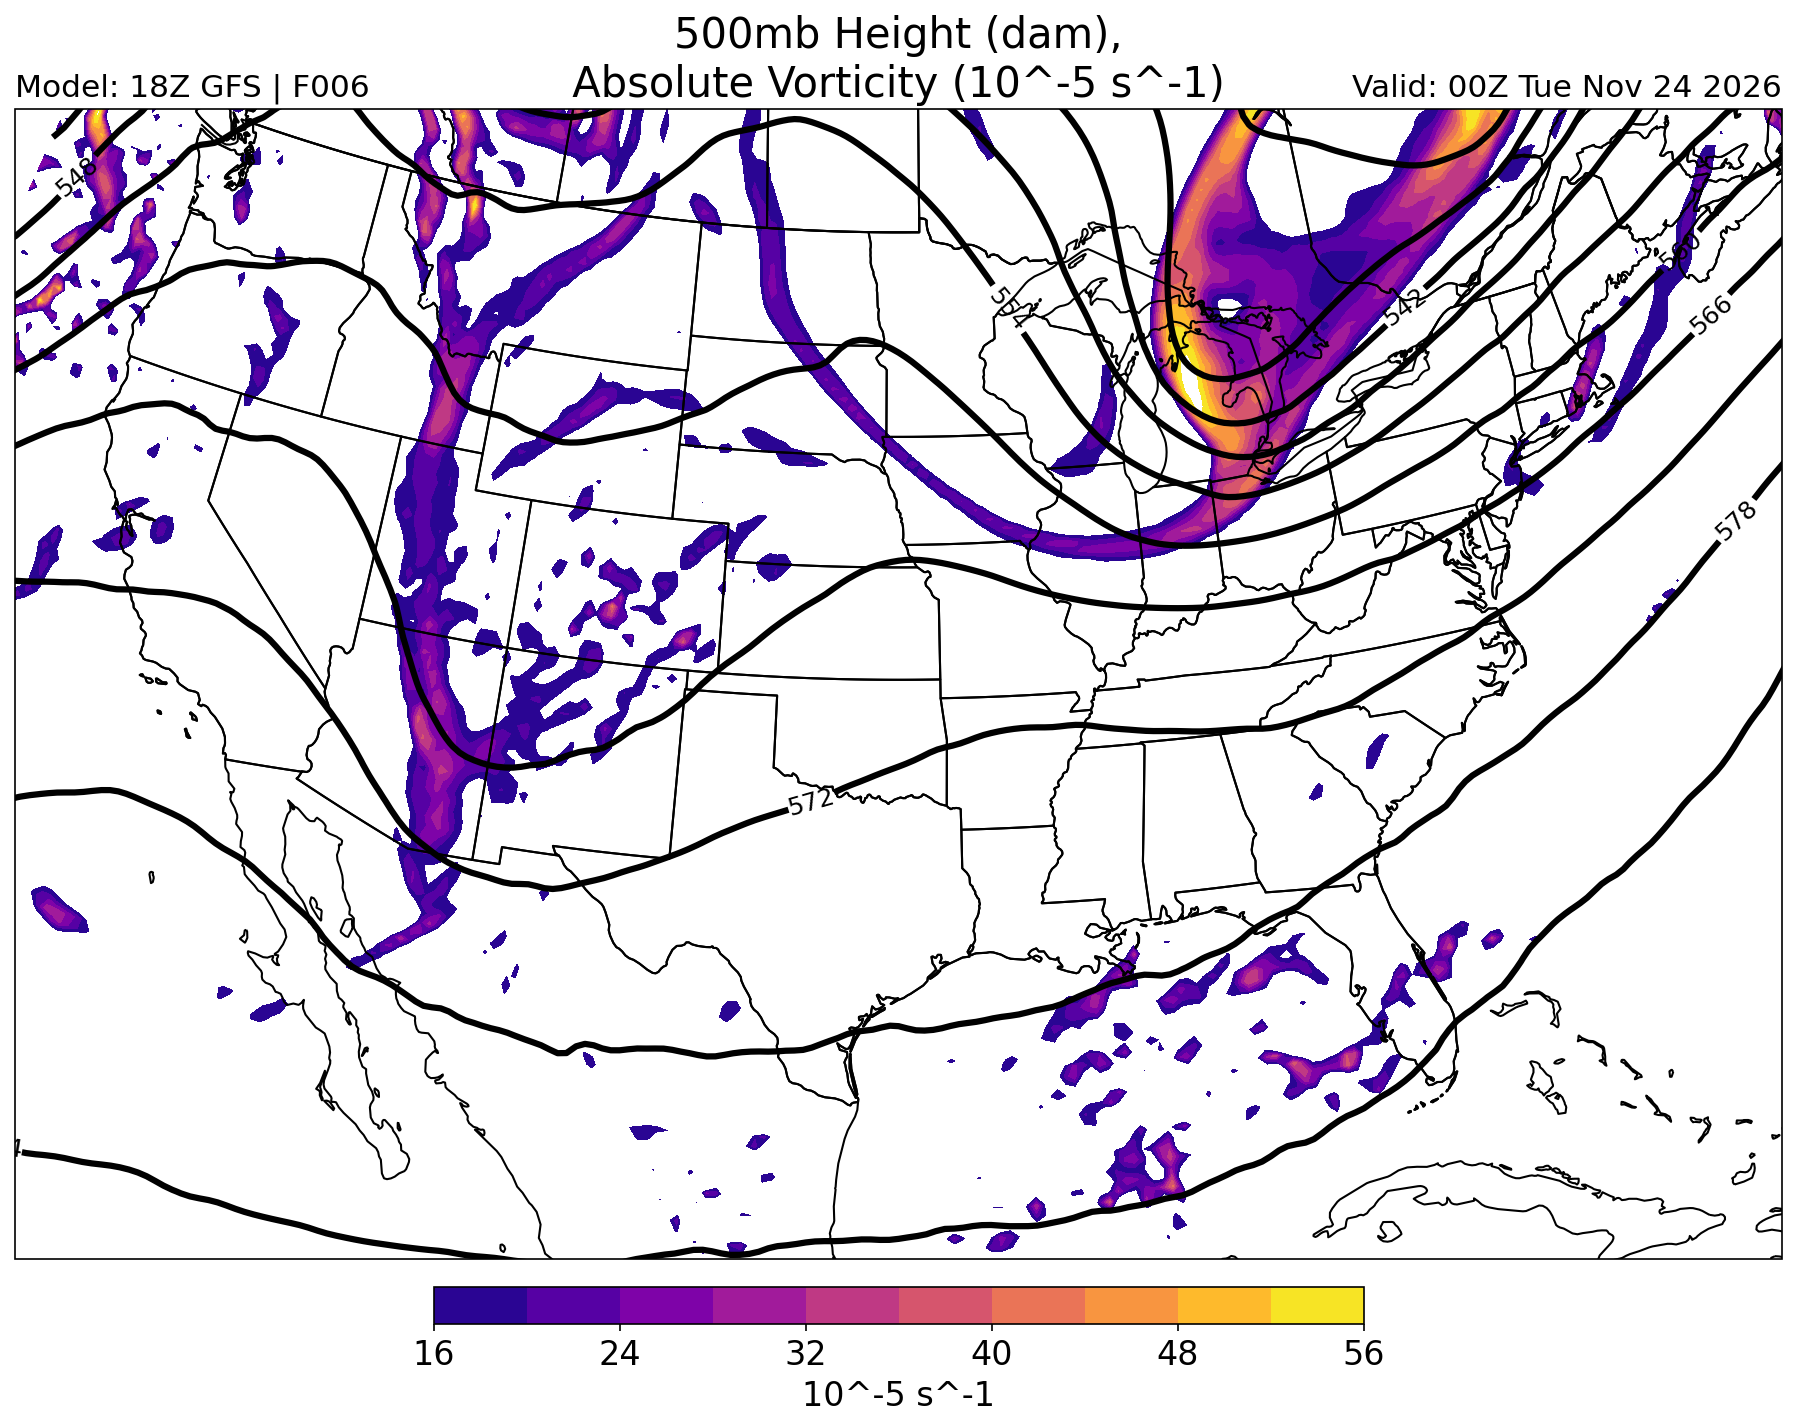 500mb Height (dam),
Absolute Vorticity (10^-5 s^-1)
Model: 18Z GFS | F006
Valid: 00Z Tue Nov 24 2026
548
554
542
560
566
578
572
16 24 32 40 48 56
10^-5 s^-1